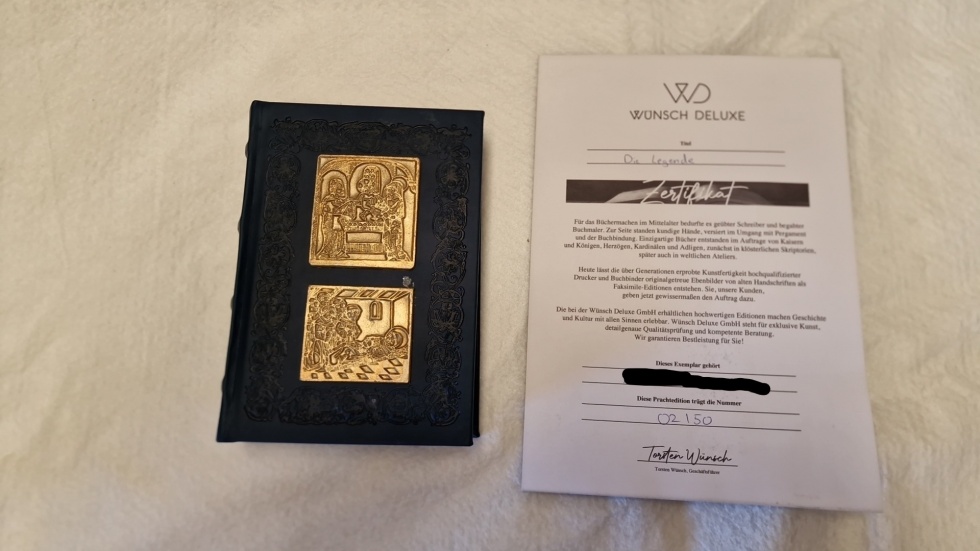 WD
WÜNSCH DELUXE
Titel
Die Legende
Zertifikat
Für das Büchermachen im Mittelalter bedurfte es geübter Schreiber und begabter
Buchmaler. Zur Seite standen kundige Hände, versiert im Umgang mit Pergament
und der Buchbindung. Einzigartige Bücher entstanden im Auftrage von Kaisern
und Königen, Herzögen, Kardinälen und Adligen, zunächst in klösterlichen Skriptorien,
später auch in weltlichen Ateliers.
Heute lässt die über Generationen erprobte Kunstfertigkeit hochqualifizierter
Drucker und Buchbinder originalgetreue Ebenbilder von alten Handschriften als
Faksimile-Editionen entstehen. Sie, unsere Kunden,
geben jetzt gewissermaßen den Auftrag dazu.
Die bei der Wünsch Deluxe GmbH erhältlichen hochwertigen Editionen machen Geschichte
und Kultur mit allen Sinnen erlebbar. Wünsch Deluxe GmbH steht für exklusive Kunst,
detailgenaue Qualitätsprüfung und kompetente Beratung.
Wir garantieren Bestleistung für Sie!
Dieses Exemplar gehört
Diese Prachtedition trägt die Nummer
02150
Torsten Wünsch
Torsten Wünsch, Geschäftsführer